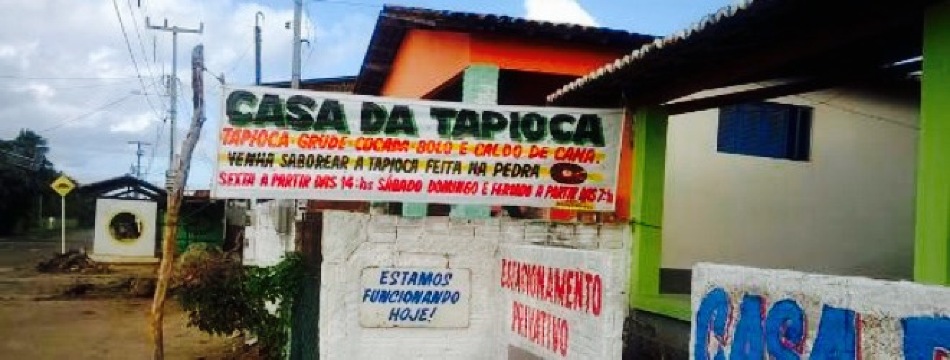 CASA DA TAPIOCA
TAPIOCA-GRUDE-COCADA-BOLO E CALDO DE CANA.
VENHA SABOREAR A TAPIOCA FEITA NA PEDRA
SEXTA A PARTIR DAS 14:hs SÁBADO DOMINGO E FERIADO A PARTIR DAS 7:h
ESTAMOS
FUNCIONANDO
HOJE!
ESTACIONAMENTO
PRIVATIVO
CASA